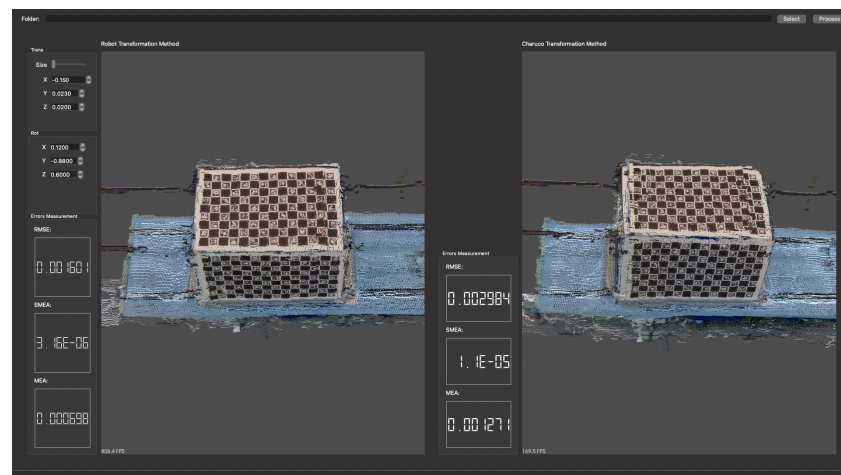 Folder:
Select
Process
Robot Transformation Method
Charuco Transformation Method
Trans
Size
X -0.150
Y 0.0230
Z 0.0200
Rot
X 0.1200
Y -0.8800
Z 0.6000
Errors Measurement
RMSE:
0.001601
SMEA:
3.16E-06
MEA:
0.000698
806.4 FPS
Errors Measurement
RMSE:
0.002984
SMEA:
1.1E-05
MEA:
0.001271
169.5 FPS